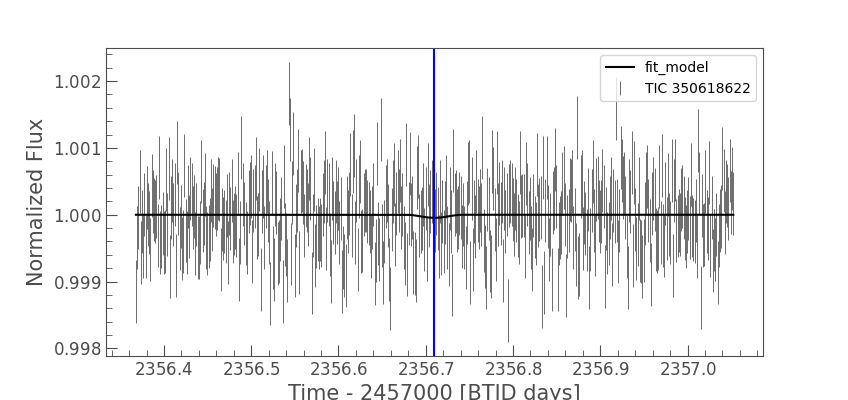 fit_model
TIC 350618622
1.002
1.001
1.000
0.999
0.998
Normalized Flux
2356.4 2356.5 2356.6 2356.7 2356.8 2356.9 2357.0
Time - 2457000 [BTJD days]